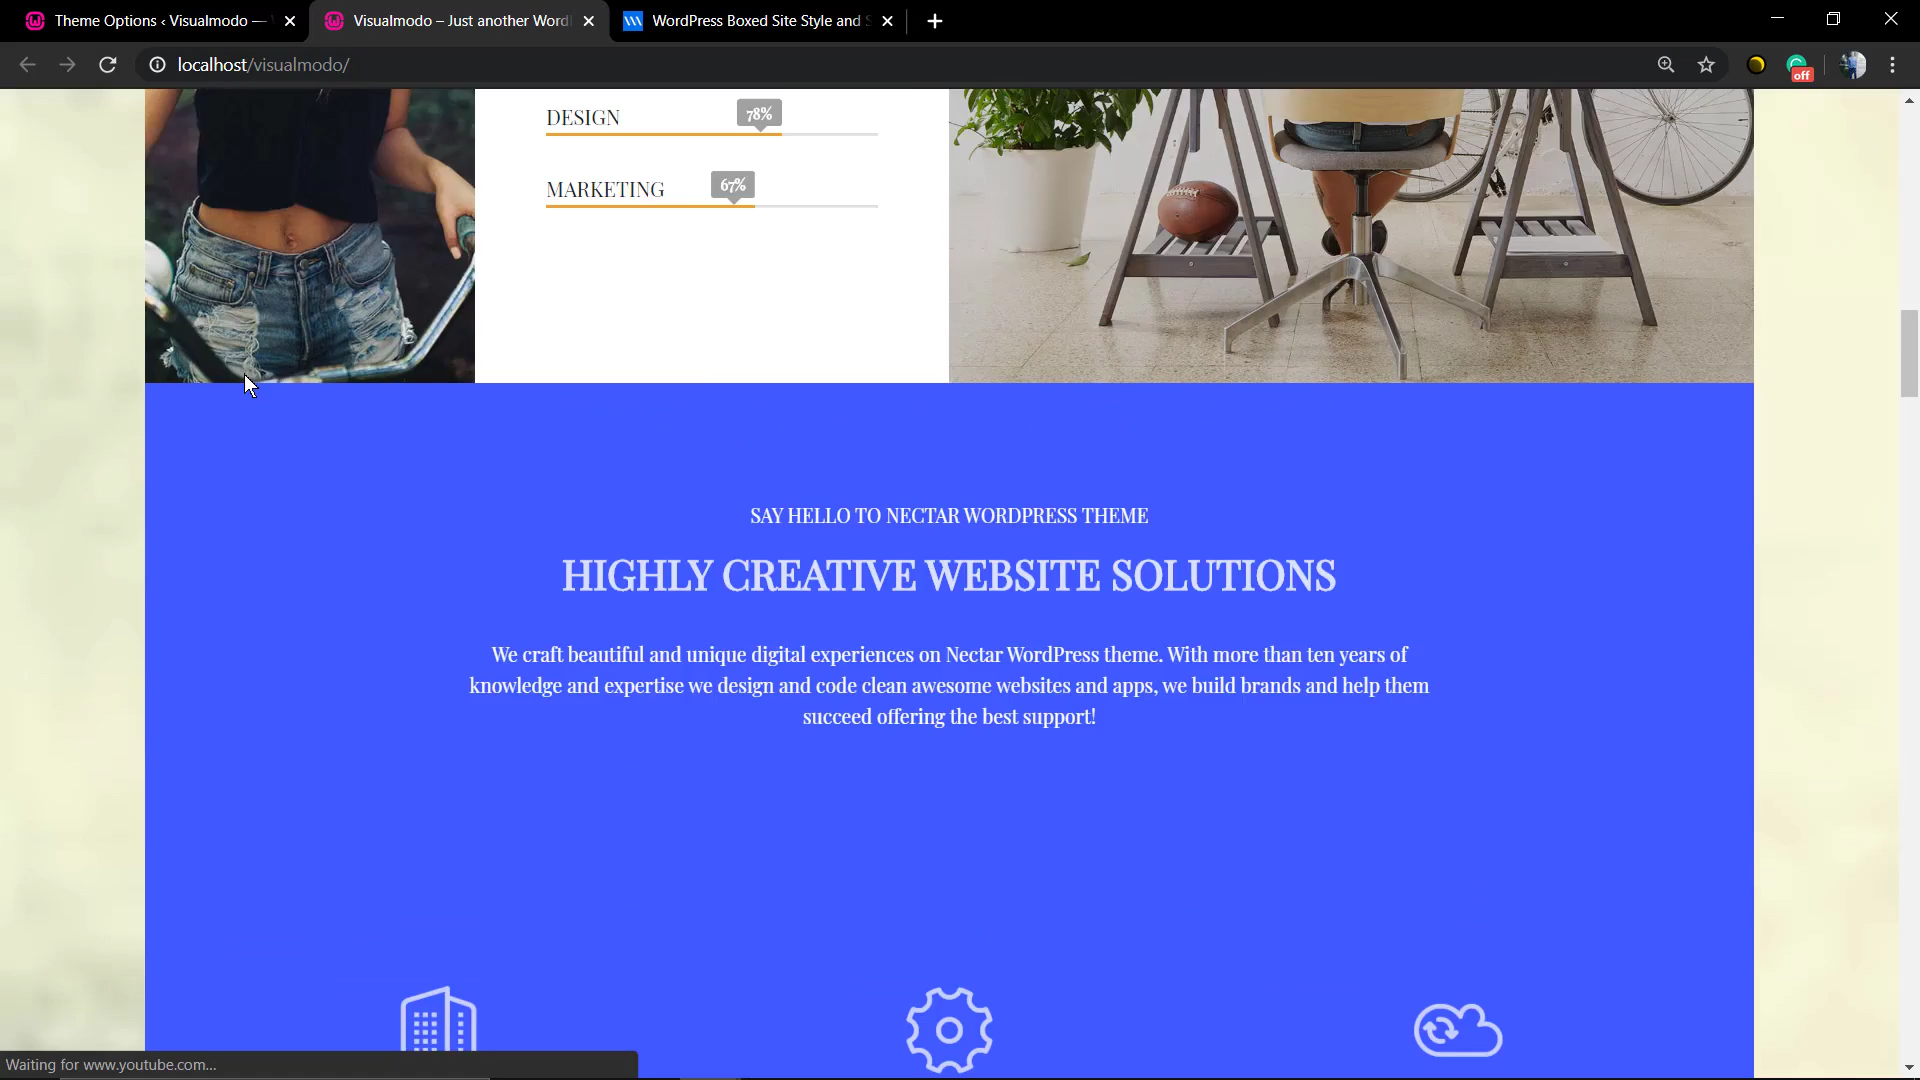 Theme Options ‹ Visualmodo —
Visualmodo – Just another Word
WordPress Boxed Site Style and S
localhost/visualmodo/
off
DESIGN
78%
MARKETING
67%
SAY HELLO TO NECTAR WORDPRESS THEME
HIGHLY CREATIVE WEBSITE SOLUTIONS
We craft beautiful and unique digital experiences on Nectar WordPress theme. With more than ten years of
knowledge and expertise we design and code clean awesome websites and apps, we build brands and help them
succeed offering the best support!
Waiting for www.youtube.com...